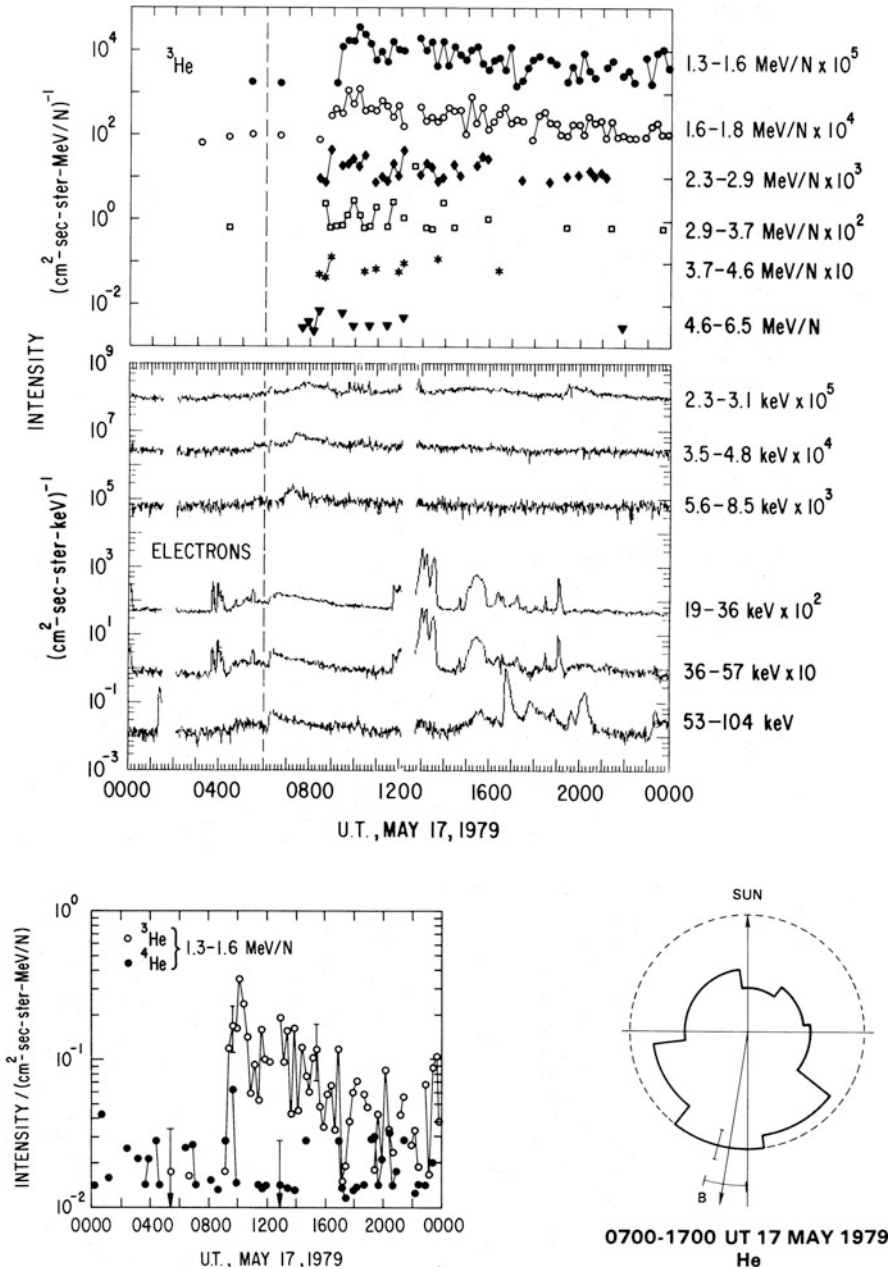 ³He
10⁴
10²
10⁰
10⁻²
(cm²-sec-ster-MeV/N)⁻¹
1.3-1.6 MeV/N x 10⁵
1.6-1.8 MeV/N x 10⁴
2.3-2.9 MeV/N x 10³
2.9-3.7 MeV/N x 10²
3.7-4.6 MeV/N x 10
4.6-6.5 MeV/N
INTENSITY
10⁹
10⁷
10⁵
10³
10¹
10⁻¹
10⁻³
(cm²-sec-ster-keV)⁻¹
ELECTRONS
2.3-3.1 keV x 10⁵
3.5-4.8 keV x 10⁴
5.6-8.5 keV x 10³
19-36 keV x 10²
36-57 keV x 10
53-104 keV
0000 0400 0800 1200 1600 2000 0000
U.T., MAY 17, 1979
INTENSITY / (cm²-sec-ster-MeV/N)
10⁰
10⁻¹
10⁻²
³He
⁴He
1.3-1.6 MeV/N
0000 0400 0800 1200 1600 2000 0000
U.T., MAY 17, 1979
SUN
B
0700-1700 UT 17 MAY 1979
He